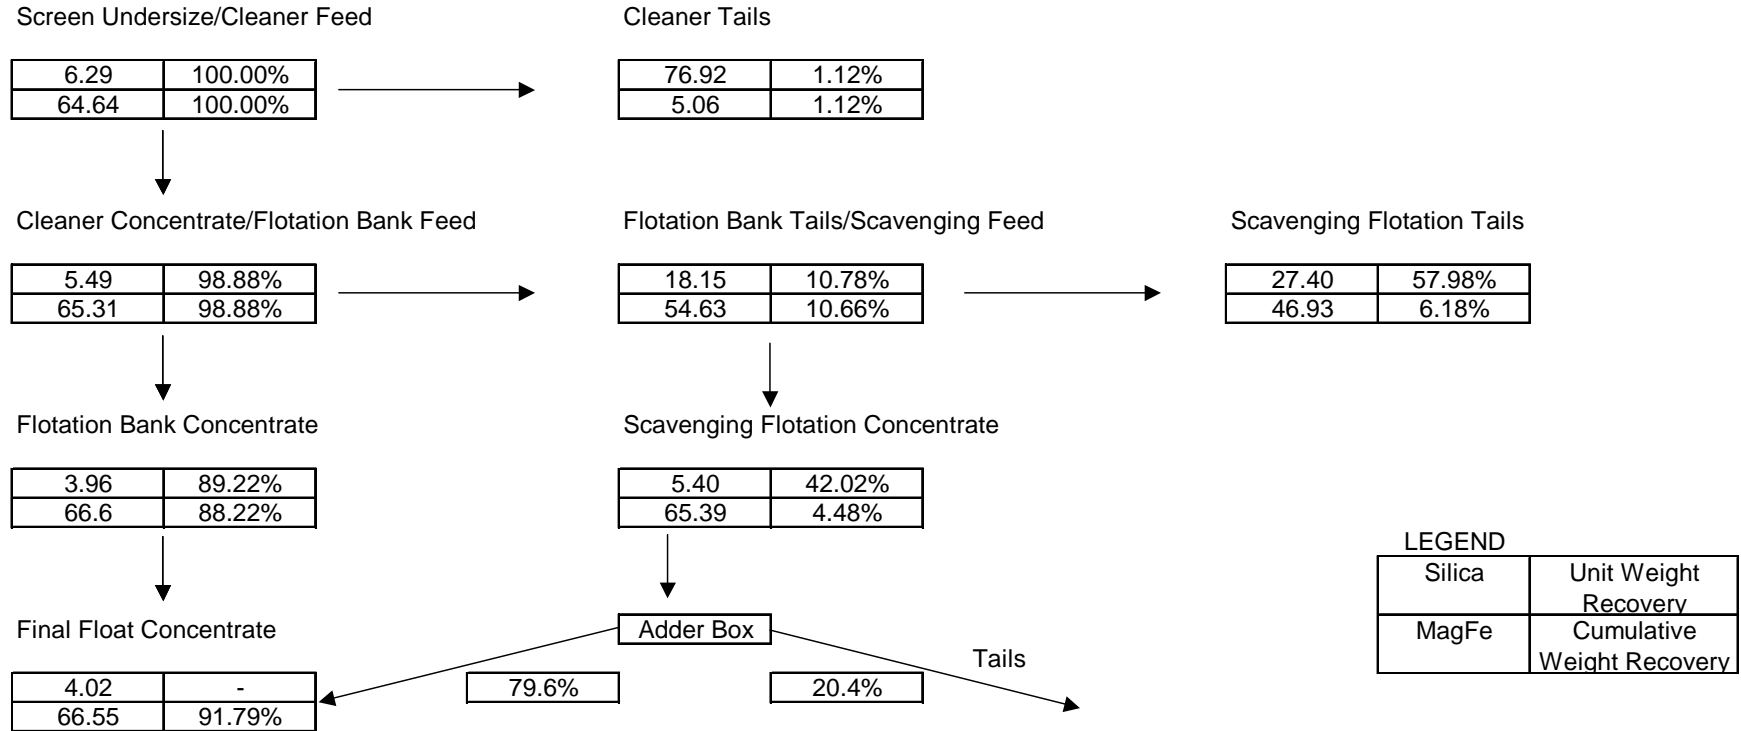 Screen Undersize/Cleaner Feed
Cleaner Tails
6.29 100.00%
64.64 100.00%
76.92 1.12%
5.06 1.12%
Cleaner Concentrate/Flotation Bank Feed
Flotation Bank Tails/Scavenging Feed
Scavenging Flotation Tails
5.49 98.88%
65.31 98.88%
18.15 10.78%
54.63 10.66%
27.40 57.98%
46.93 6.18%
Flotation Bank Concentrate
Scavenging Flotation Concentrate
3.96 89.22%
66.6 88.22%
5.40 42.02%
65.39 4.48%
LEGEND
Silica
Unit Weight
Recovery
MagFe
Cumulative
Weight Recovery
Final Float Concentrate
Adder Box
Tails
4.02 -
66.55 91.79%
79.6%
20.4%